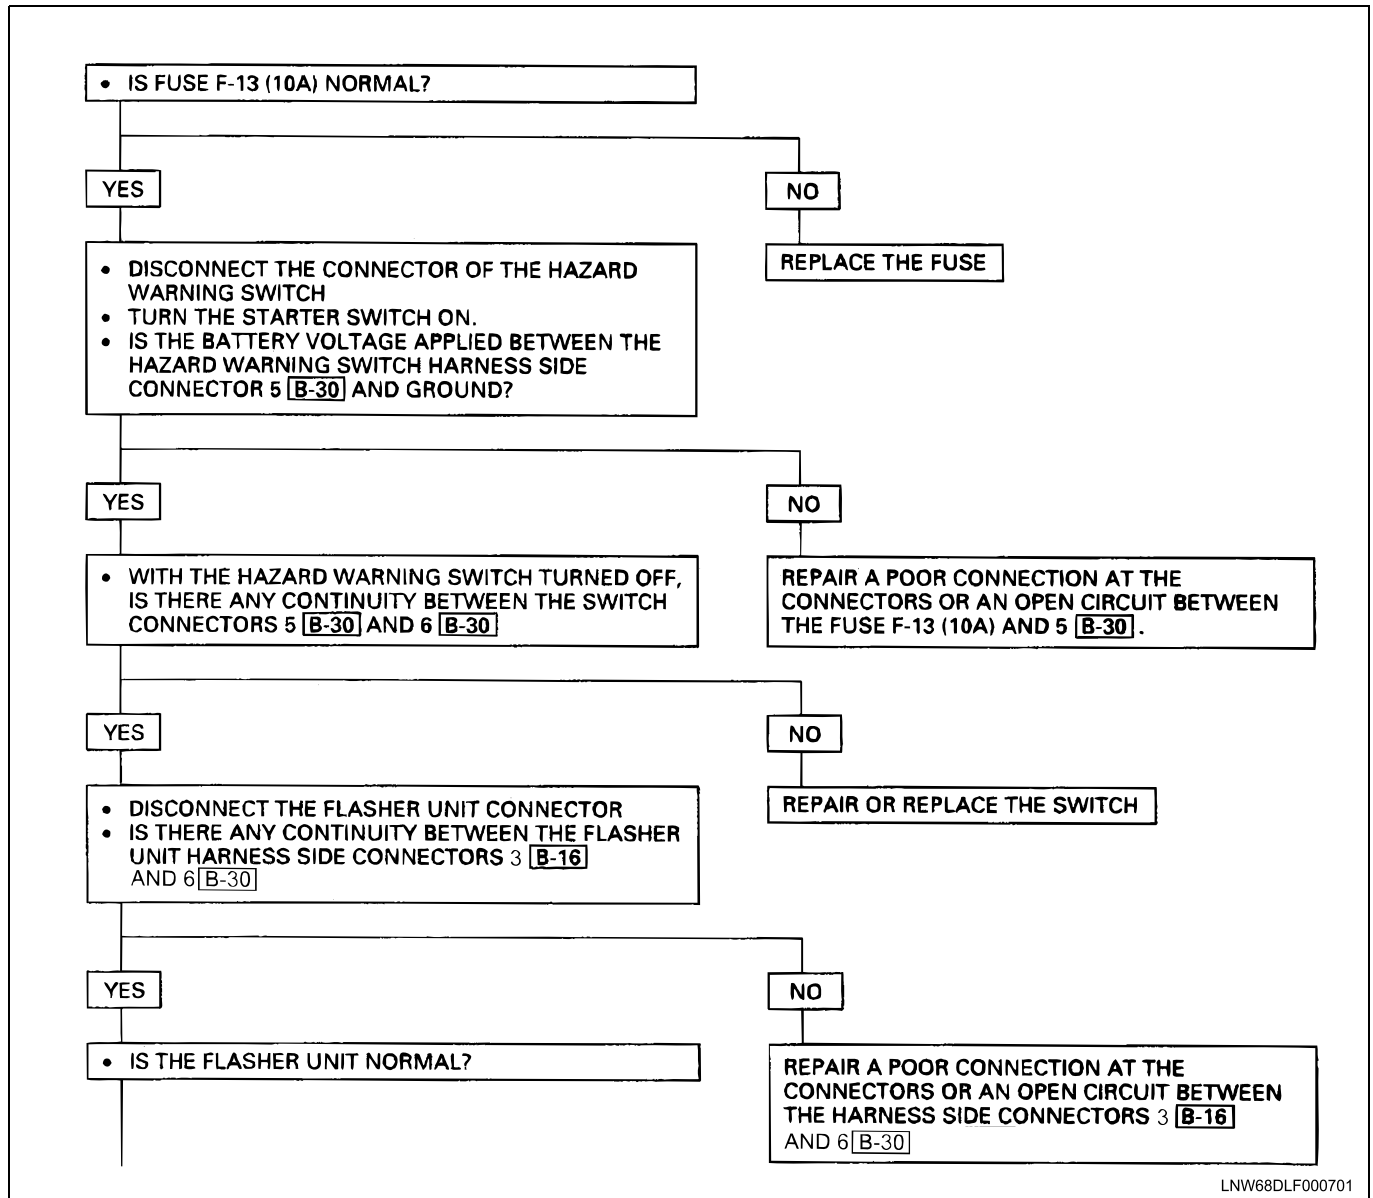 • IS FUSE F-13 (10A) NORMAL?
YES
NO
• DISCONNECT THE CONNECTOR OF THE HAZARD
WARNING SWITCH
• TURN THE STARTER SWITCH ON.
• IS THE BATTERY VOLTAGE APPLIED BETWEEN THE
HAZARD WARNING SWITCH HARNESS SIDE
CONNECTOR 5 B-30 AND GROUND?
REPLACE THE FUSE
YES
NO
• WITH THE HAZARD WARNING SWITCH TURNED OFF,
IS THERE ANY CONTINUITY BETWEEN THE SWITCH
CONNECTORS 5 B-30 AND 6 B-30
REPAIR A POOR CONNECTION AT THE
CONNECTORS OR AN OPEN CIRCUIT BETWEEN
THE FUSE F-13 (10A) AND 5 B-30 .
YES
NO
• DISCONNECT THE FLASHER UNIT CONNECTOR
• IS THERE ANY CONTINUITY BETWEEN THE FLASHER
UNIT HARNESS SIDE CONNECTORS 3 B-16
AND 6 B-30
REPAIR OR REPLACE THE SWITCH
YES
NO
• IS THE FLASHER UNIT NORMAL?
REPAIR A POOR CONNECTION AT THE
CONNECTORS OR AN OPEN CIRCUIT BETWEEN
THE HARNESS SIDE CONNECTORS 3 B-16
AND 6 B-30
LNW68DLF000701